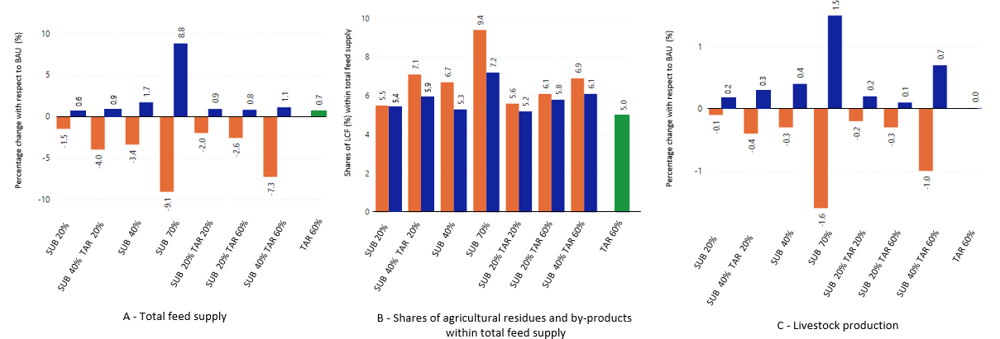 Percentage change with respect to BAU (%)
10
5
0
-5
-10
-1.5
0.6
-4.0
0.9
-3.4
1.7
-9.1
8.8
-2.0
0.9
-2.6
0.8
-7.3
1.1
0.7
SUB 20%
SUB 40% TAR 20%
SUB 40%
SUB 70%
SUB 20% TAR 20%
SUB 20% TAR 60%
SUB 40% TAR 60%
TAR 60%
A - Total feed supply
Shares of LCF (%) within total feed supply
10
8
6
4
2
0
5.5
5.4
7.1
5.9
6.7
5.3
9.4
7.2
5.6
5.2
6.1
5.8
6.9
6.1
5.0
SUB 20%
SUB 40% TAR 20%
SUB 40%
SUB 70%
SUB 20% TAR 20%
SUB 20% TAR 60%
SUB 40% TAR 60%
TAR 60%
B - Shares of agricultural residues and by-products
within total feed supply
Percentage change with respect to BAU (%)
1
0
-1
-0.1
0.2
-0.4
0.3
-0.3
0.4
-1.6
1.5
-0.2
0.2
-0.3
0.1
-1.0
0.7
0.0
SUB 20%
SUB 40% TAR 20%
SUB 40%
SUB 70%
SUB 20% TAR 20%
SUB 20% TAR 60%
SUB 40% TAR 60%
TAR 60%
C - Livestock production